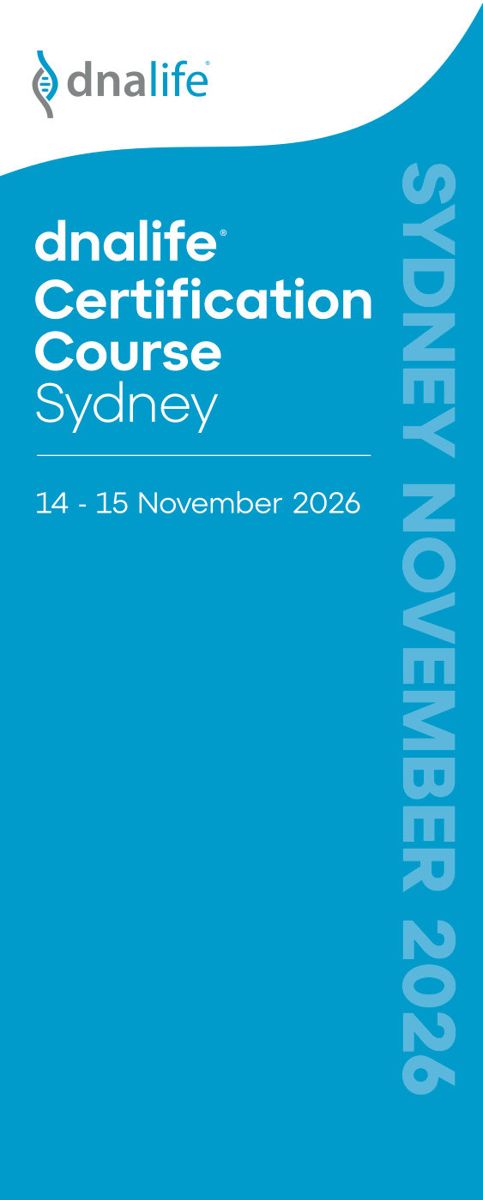 dnalife®
dnalife®
Certification
Course
Sydney
14 - 15 November 2026
SYDNEY NOVEMBER 2026